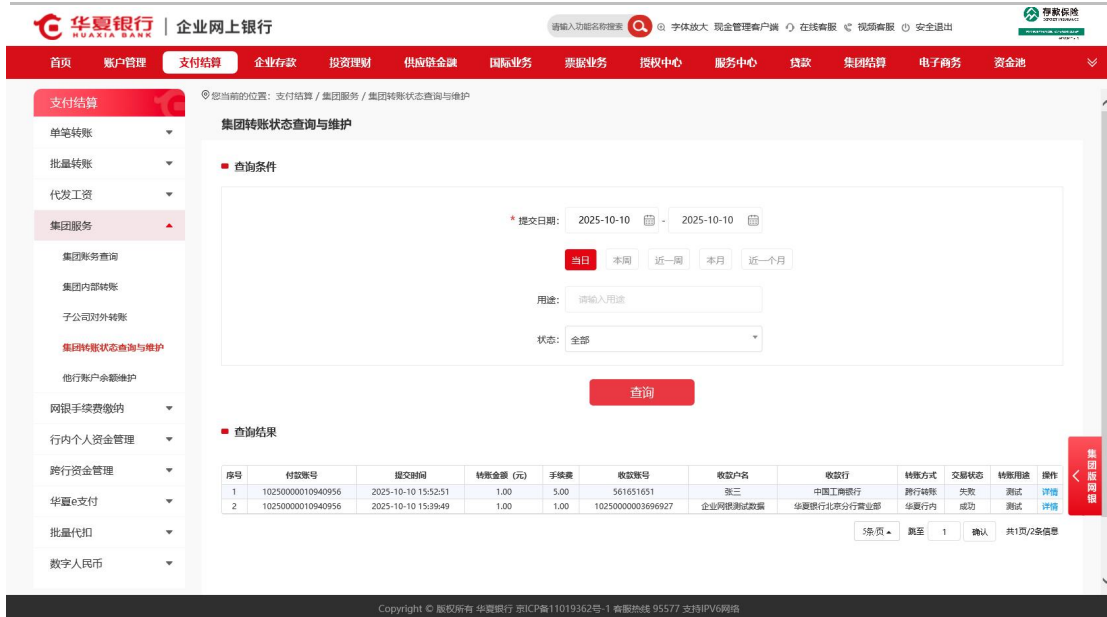 华夏银行 HUAXIA BANK | 企业网上银行 请输入功能名称搜索 字体放大 现金管理客户端 在线客服 视频客服 安全退出 存款保险
首页 账户管理 支付结算 企业存款 投资理财 供应链金融 国际业务 票据业务 授权中心 服务中心 贷款 集团结算 电子商务 资金池
支付结算
单笔转账
批量转账
代发工资
集团服务
集团账务查询
集团内部转账
子公司对外转账
集团转账状态查询与维护
他行账户余额维护
网银手续费缴纳
行内个人资金管理
跨行资金管理
华夏e支付
批量代扣
数字人民币
您当前的位置：支付结算 / 集团服务 / 集团转账状态查询与维护
集团转账状态查询与维护
查询条件
* 提交日期： 2025-10-10 - 2025-10-10
当日 本周 近一周 本月 近一个月
用途： 请输入用途
状态： 全部
查询
查询结果
序号 付款账号 提交时间 转账金额（元） 手续费 收款账号 收款户名 收款行 转账方式 交易状态 转账用途 操作
1 10250000010940956 2025-10-10 15:52:51 1.00 5.00 561651651 张三 中国工商银行 跨行转账 失败 测试 详情
2 10250000010940956 2025-10-10 15:39:49 1.00 1.00 10250000003696927 企业网银测试数据 华夏银行北京分行营业部 华夏行内 成功 测试 详情
5条/页 跳至 1 确认 共1页/2条信息
集团版网银
Copyright © 版权所有 华夏银行 京ICP备11019362号-1 客服热线 95577 支持IPV6网络